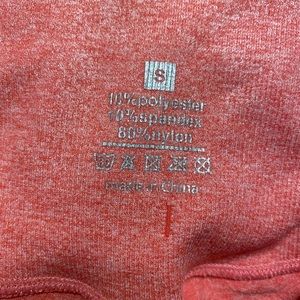 S
10%polyester
10%spandex
80%nylon
made in China